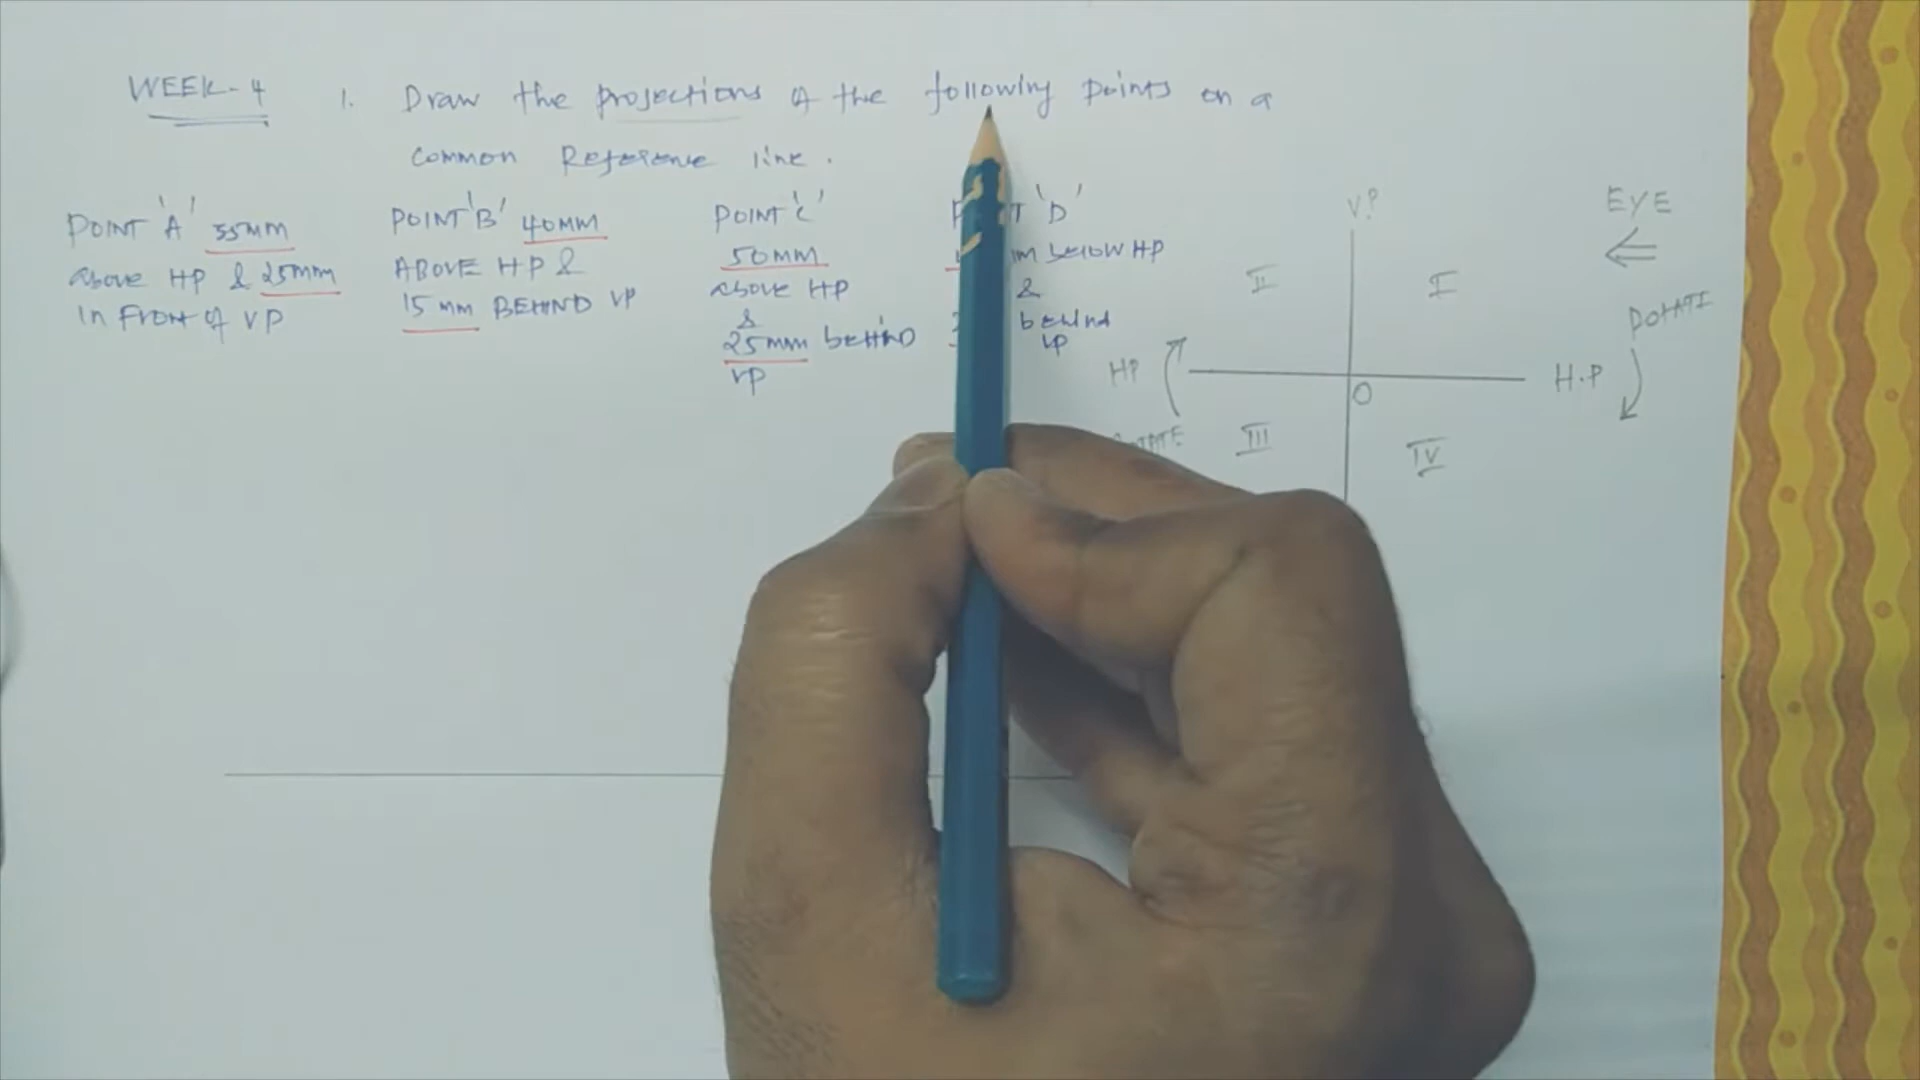 WEEK-4 1. Draw the projections of the following points on a
common Reference line.
POINT 'A' 35MM
above HP & 25mm
in Front of VP
POINT 'B' 40MM
ABOVE HP &
15 mm BEHIND VP
POINT 'C'
50MM
above HP
&
25mm behind
VP
'D'
below HP
&
behind
VP
V.P
EYE
II
I
ROTATE
HP
H.P
O
III
IV